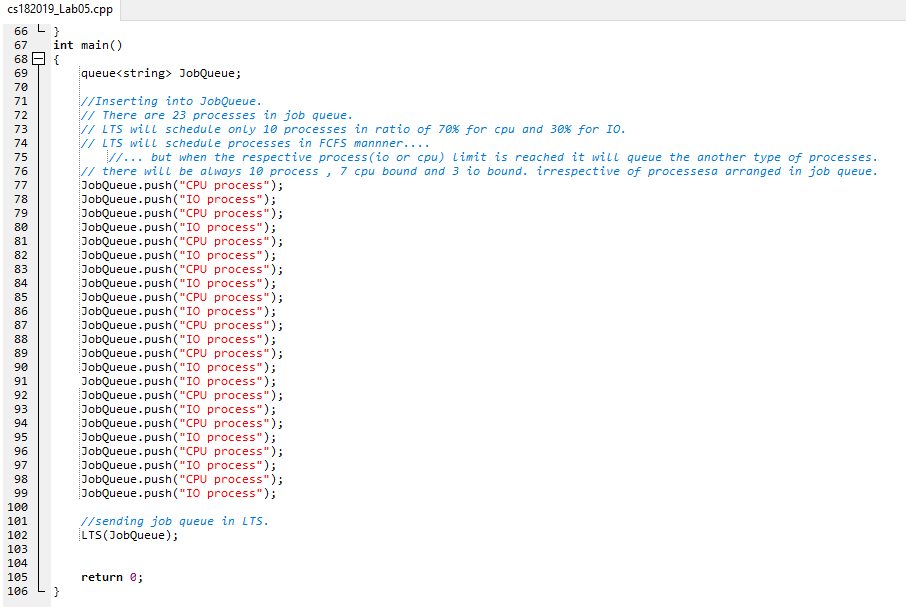 cs182019_Lab05.cpp
66 }
67 int main()
68 {
69 queue<string> JobQueue;
70
71 //Inserting into JobQueue.
72 // There are 23 processes in job queue.
73 // LTS will schedule only 10 processes in ratio of 70% for cpu and 30% for IO.
74 // LTS will schedule processes in FCFS mannner....
75 //... but when the respective process(io or cpu) limit is reached it will queue the another type of processes.
76 // there will be always 10 process , 7 cpu bound and 3 io bound. irrespective of processesa arranged in job queue.
77 JobQueue.push("CPU process");
78 JobQueue.push("IO process");
79 JobQueue.push("CPU process");
80 JobQueue.push("IO process");
81 JobQueue.push("CPU process");
82 JobQueue.push("IO process");
83 JobQueue.push("CPU process");
84 JobQueue.push("IO process");
85 JobQueue.push("CPU process");
86 JobQueue.push("IO process");
87 JobQueue.push("CPU process");
88 JobQueue.push("IO process");
89 JobQueue.push("CPU process");
90 JobQueue.push("IO process");
91 JobQueue.push("IO process");
92 JobQueue.push("CPU process");
93 JobQueue.push("IO process");
94 JobQueue.push("CPU process");
95 JobQueue.push("IO process");
96 JobQueue.push("CPU process");
97 JobQueue.push("IO process");
98 JobQueue.push("CPU process");
99 JobQueue.push("IO process");
100
101 //sending job queue in LTS.
102 LTS(JobQueue);
103
104
105 return 0;
106 }